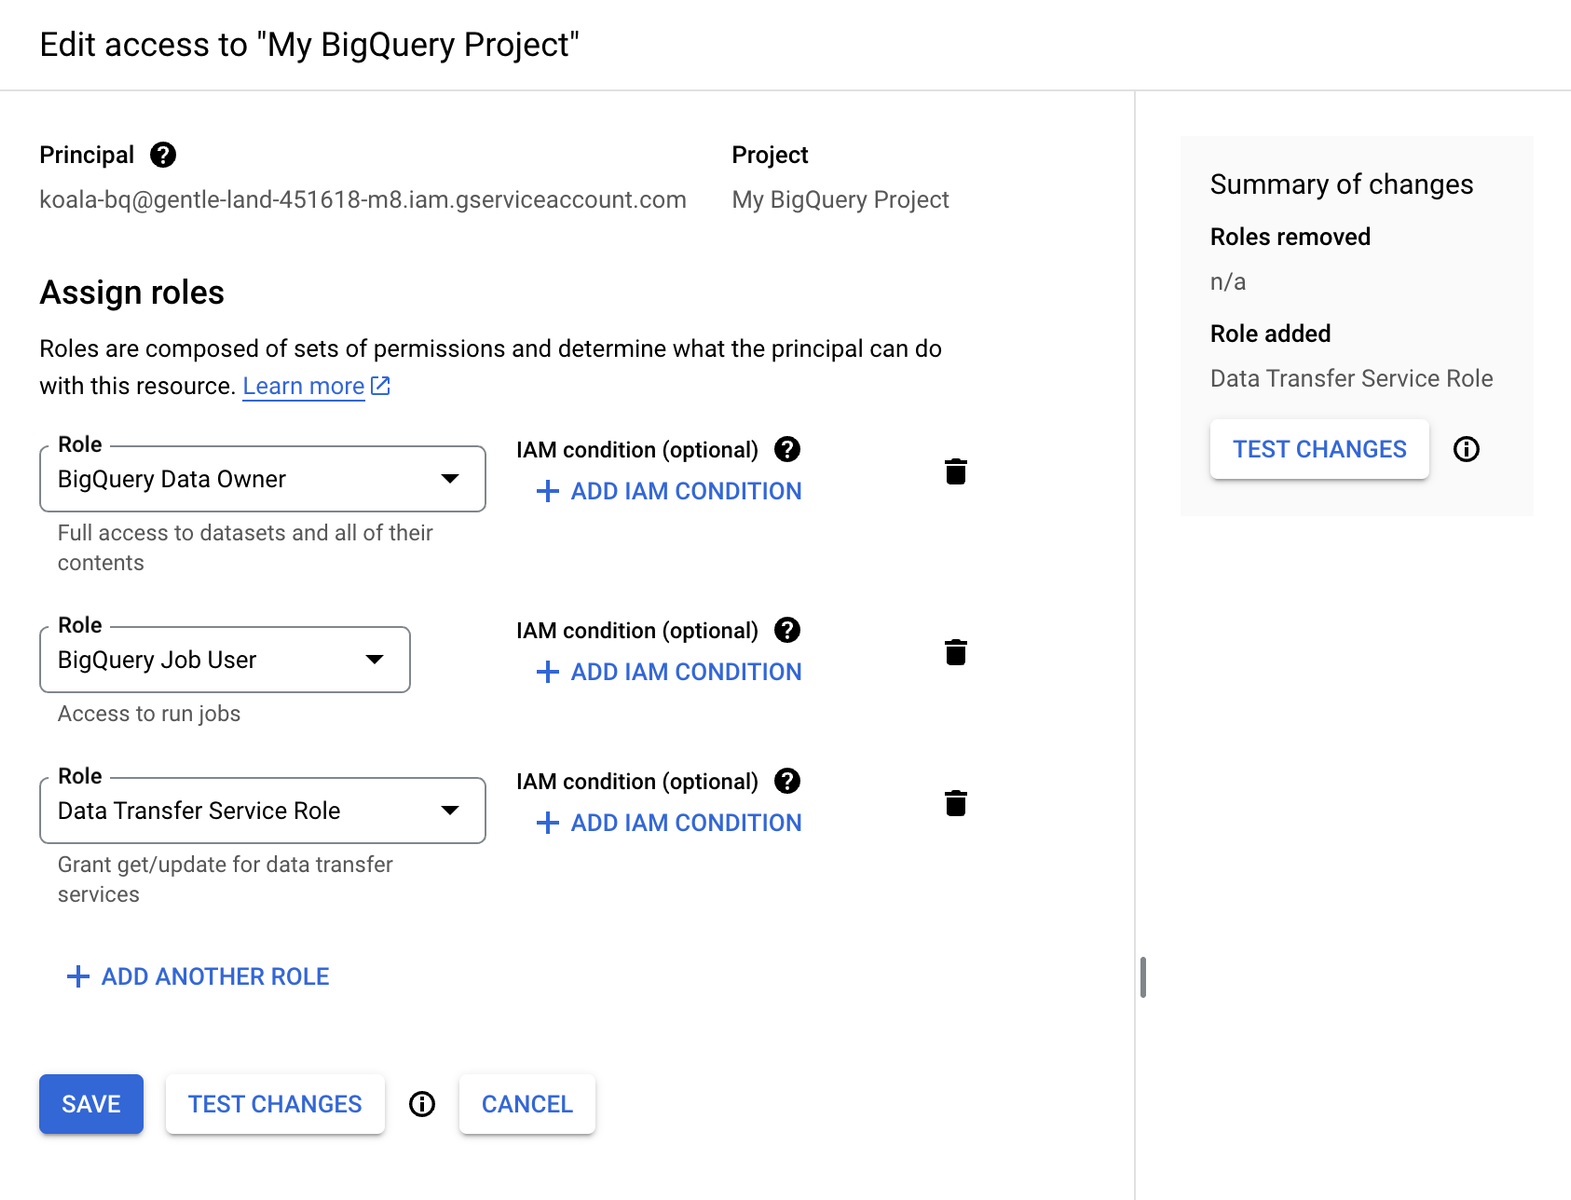 Edit access to "My BigQuery Project"
Principal
Project
koala-bq@gentle-land-451618-m8.iam.gserviceaccount.com
My BigQuery Project
Assign roles
Roles are composed of sets of permissions and determine what the principal can do
with this resource. Learn more
Role
BigQuery Data Owner
Full access to datasets and all of their
contents
IAM condition (optional)
ADD IAM CONDITION
Role
BigQuery Job User
Access to run jobs
IAM condition (optional)
ADD IAM CONDITION
Role
Data Transfer Service Role
Grant get/update for data transfer
services
IAM condition (optional)
ADD IAM CONDITION
ADD ANOTHER ROLE
SAVE
TEST CHANGES
CANCEL
Summary of changes
Roles removed
n/a
Role added
Data Transfer Service Role
TEST CHANGES